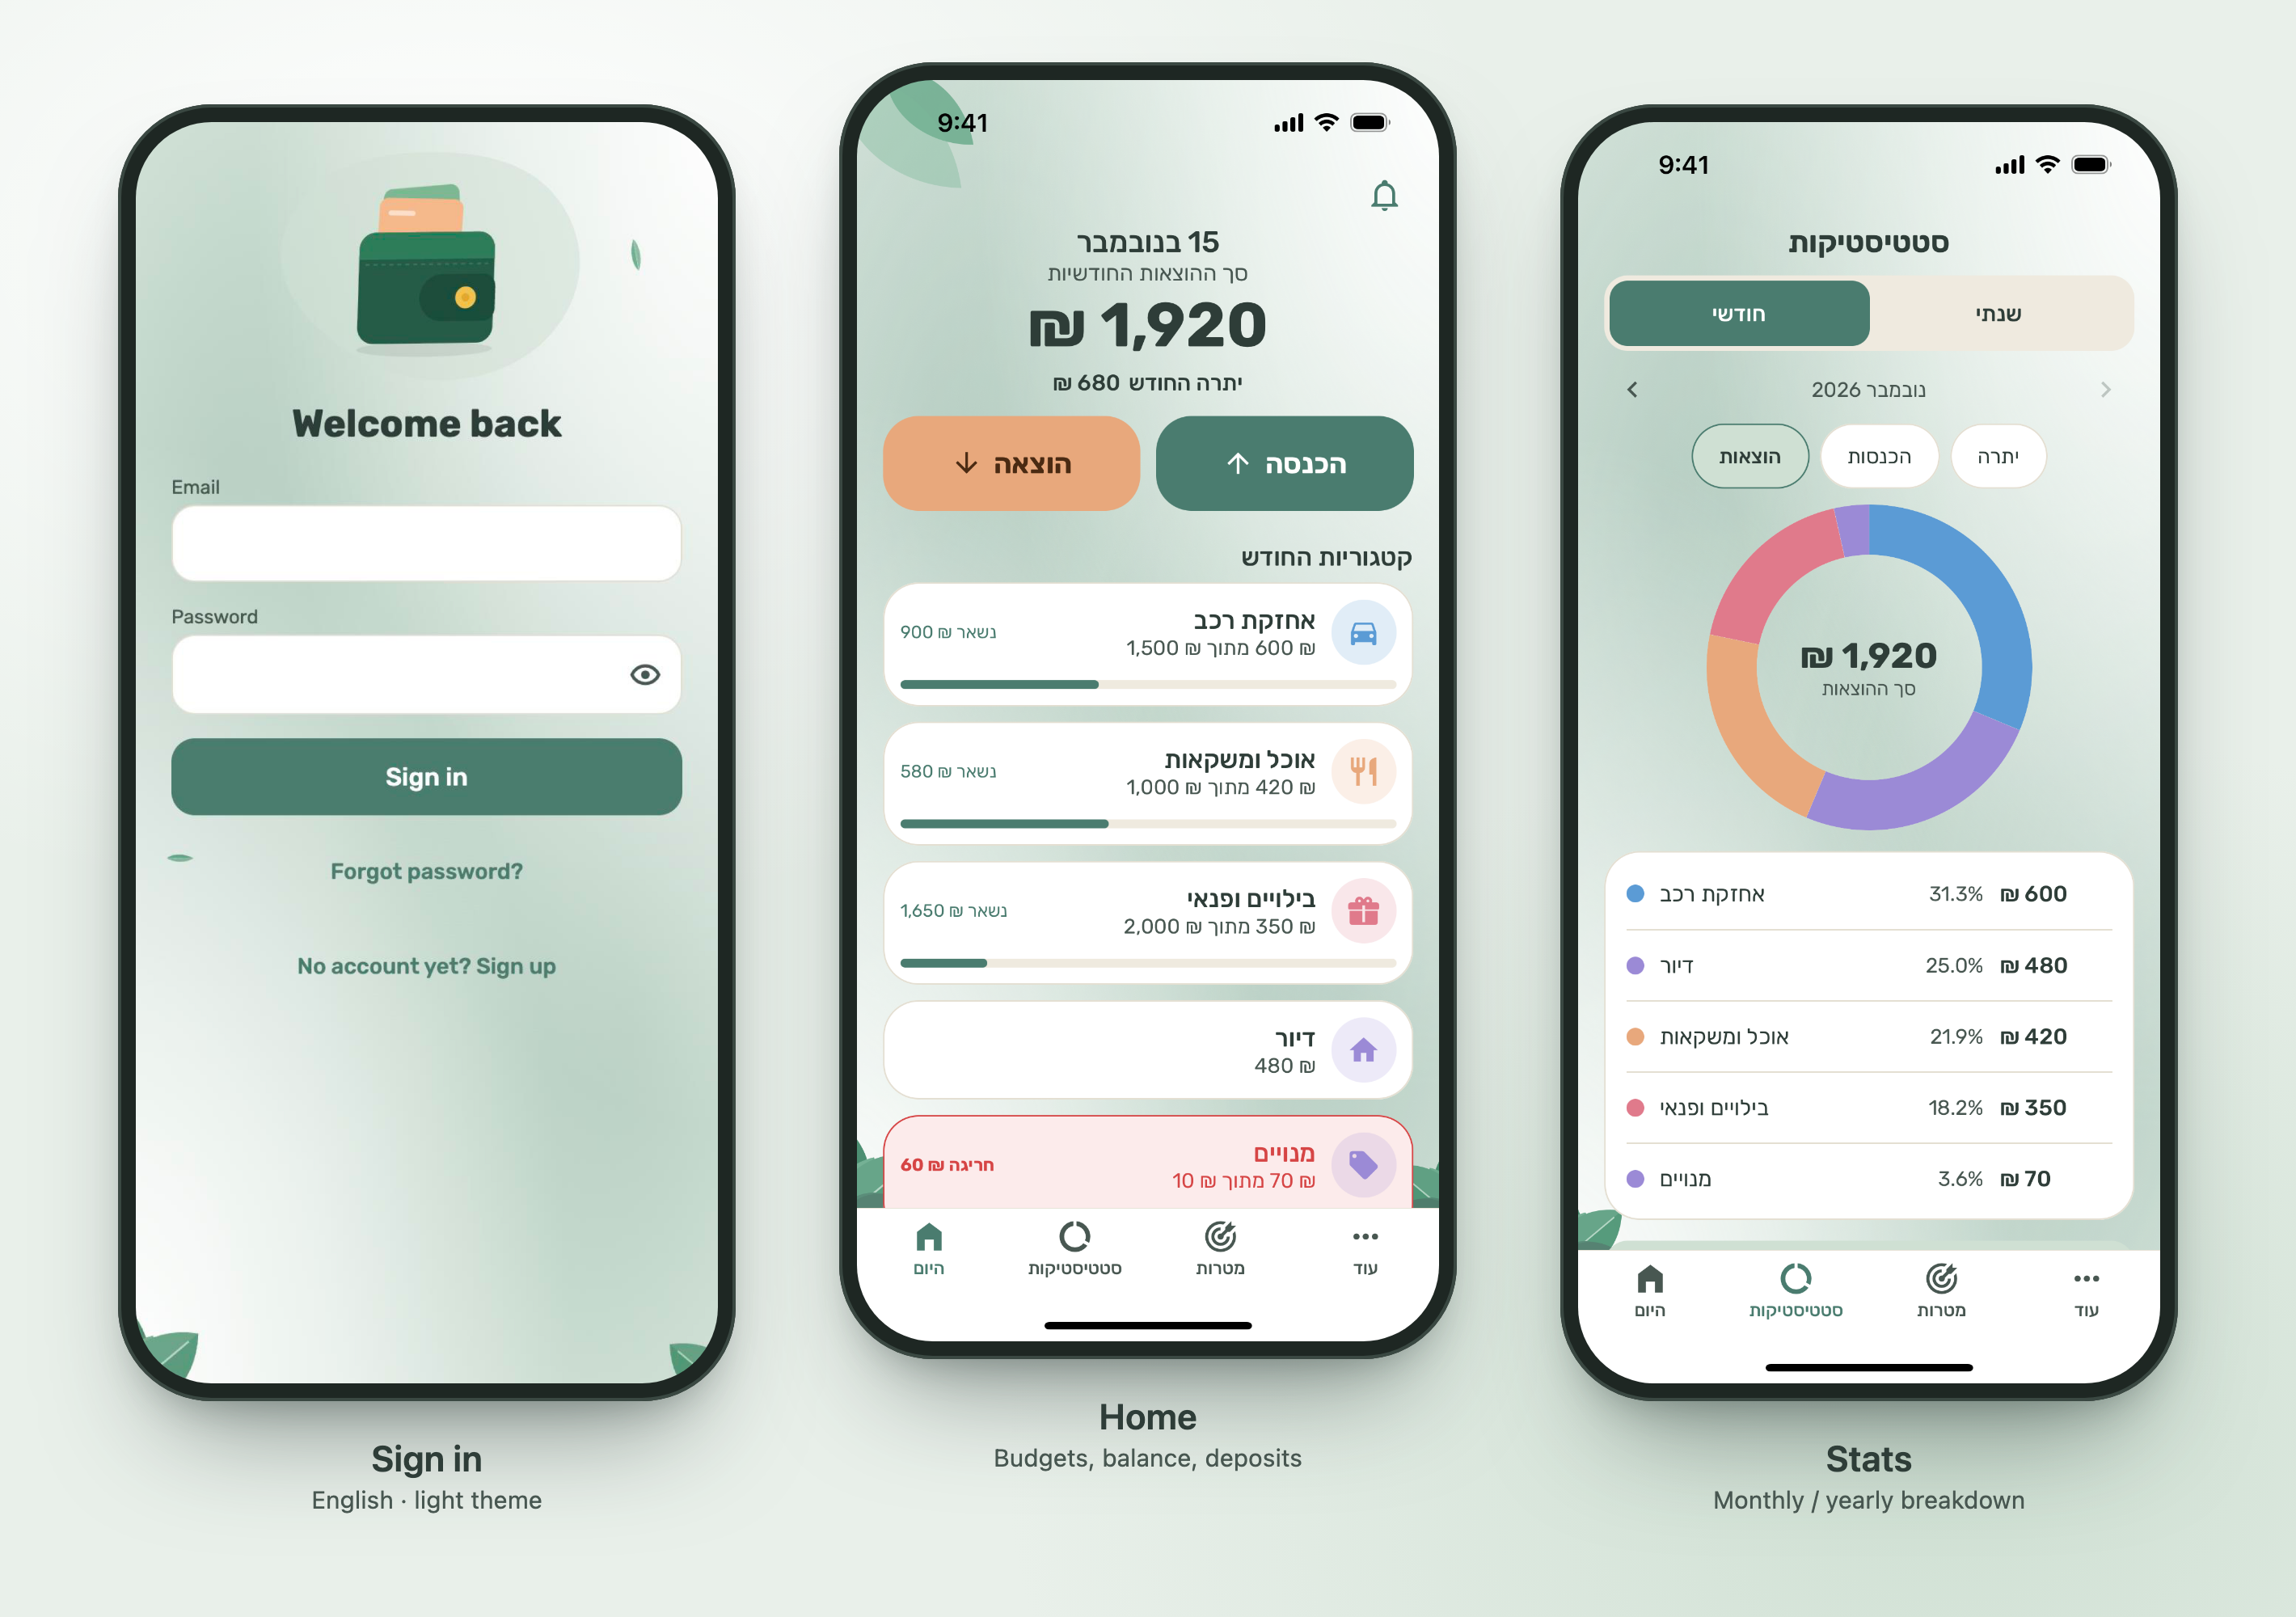 Welcome back
Email
Password
Sign in
Forgot password?
No account yet? Sign up
Sign in
English · light theme
9:41
15 בנובמבר
סך ההוצאות החודשיות
1,920 ₪
יתרה החודש 680 ₪
הכנסה ↑
הוצאה ↓
קטגוריות החודש
אחזקת רכב
₪ 600 מתוך ₪ 1,500
נשאר ₪ 900
אוכל ומשקאות
₪ 420 מתוך ₪ 1,000
נשאר ₪ 580
בילויים ופנאי
₪ 350 מתוך ₪ 2,000
נשאר ₪ 1,650
דיור
₪ 480
מנויים
₪ 70 מתוך ₪ 10
חריגה ₪ 60
היום
סטטיסטיקות
מטרות
עוד
Home
Budgets, balance, deposits
9:41
סטטיסטיקות
שנתי
חודשי
נובמבר 2026
יתרה
הכנסות
הוצאות
1,920 ₪
סך ההוצאות
אחזקת רכב 31.3% 600 ₪
דיור 25.0% 480 ₪
אוכל ומשקאות 21.9% 420 ₪
בילויים ופנאי 18.2% 350 ₪
מנויים 3.6% 70 ₪
היום
סטטיסטיקות
מטרות
עוד
Stats
Monthly / yearly breakdown